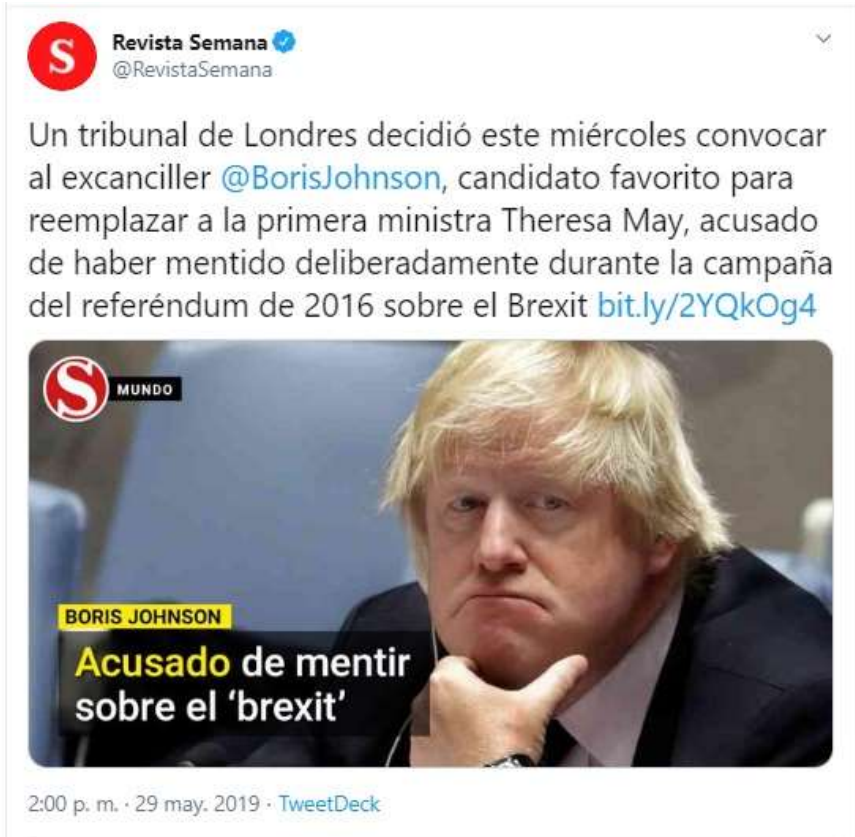 S
Revista Semana
@RevistaSemana
Un tribunal de Londres decidió este miércoles convocar
al excanciller @BorisJohnson, candidato favorito para
reemplazar a la primera ministra Theresa May, acusado
de haber mentido deliberadamente durante la campaña
del referéndum de 2016 sobre el Brexit bit.ly/2YQkOg4
S MUNDO
BORIS JOHNSON
Acusado de mentir
sobre el ‘brexit’
2:00 p. m. · 29 may. 2019 · TweetDeck